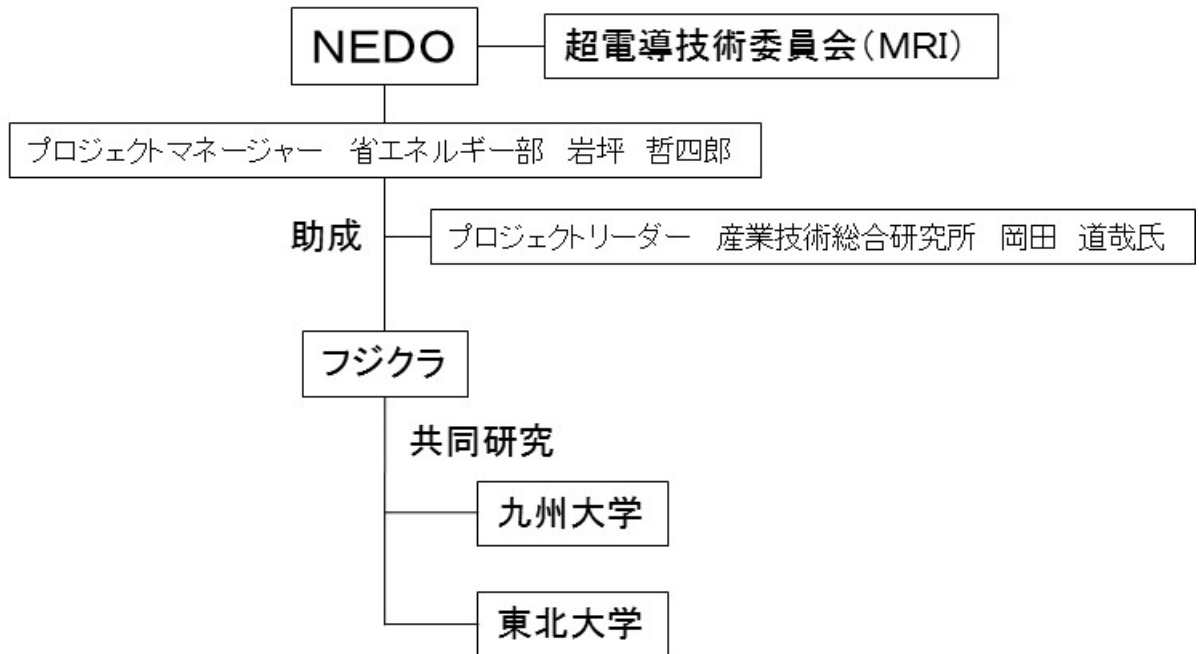 NEDO
超電導技術委員会(MRI)
プロジェクトマネージャー 省エネルギー部 岩坪 哲四郎
助成
プロジェクトリーダー 産業技術総合研究所 岡田 道哉氏
フジクラ
共同研究
九州大学
東北大学